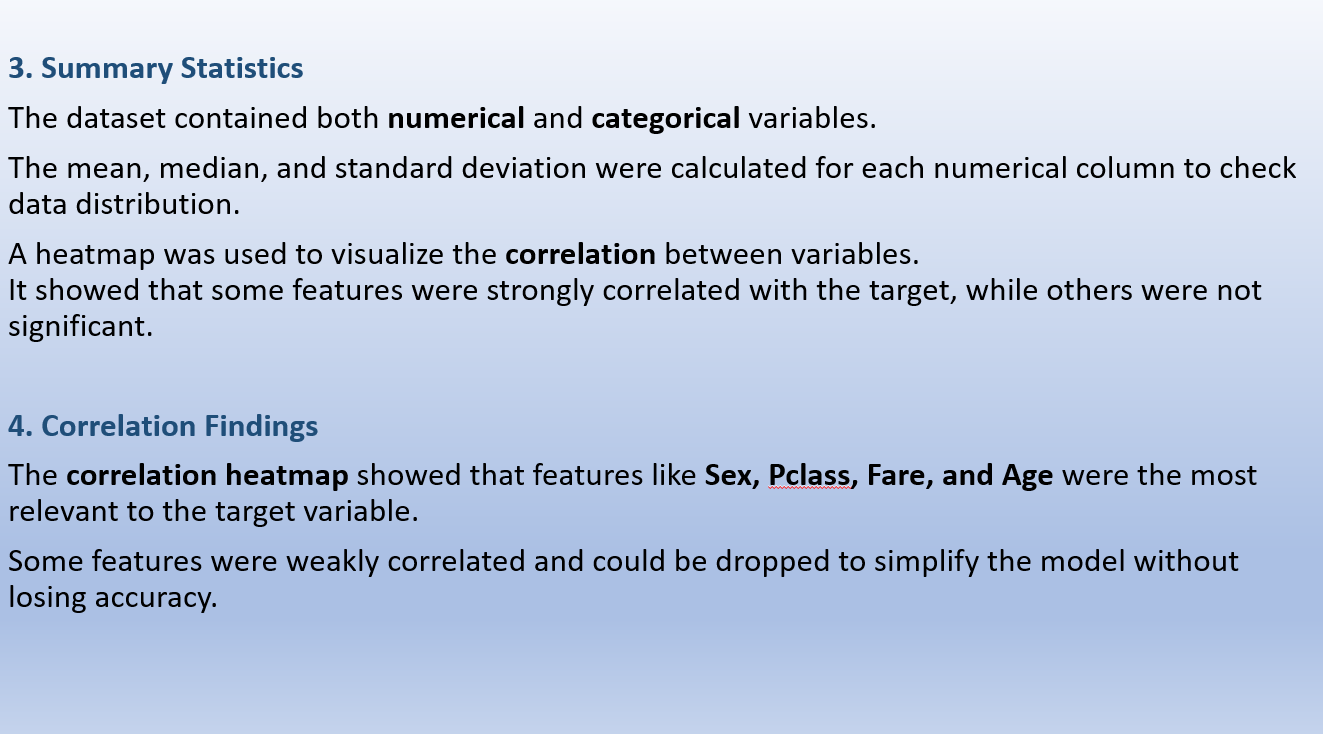 3. Summary Statistics
The dataset contained both numerical and categorical variables.
The mean, median, and standard deviation were calculated for each numerical column to check
data distribution.
A heatmap was used to visualize the correlation between variables.
It showed that some features were strongly correlated with the target, while others were not
significant.
4. Correlation Findings
The correlation heatmap showed that features like Sex, Pclass, Fare, and Age were the most
relevant to the target variable.
Some features were weakly correlated and could be dropped to simplify the model without
losing accuracy.